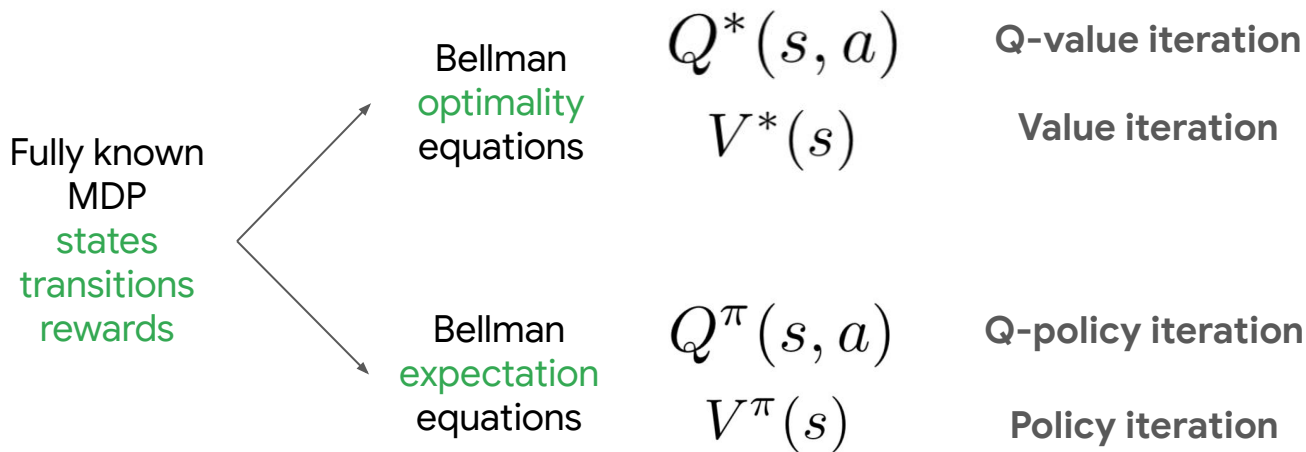 Fully known
MDP
states
transitions
rewards
Bellman
optimality
equations
Q*(s, a)
V*(s)
Q-value iteration
Value iteration
Bellman
expectation
equations
Q^π(s, a)
V^π(s)
Q-policy iteration
Policy iteration